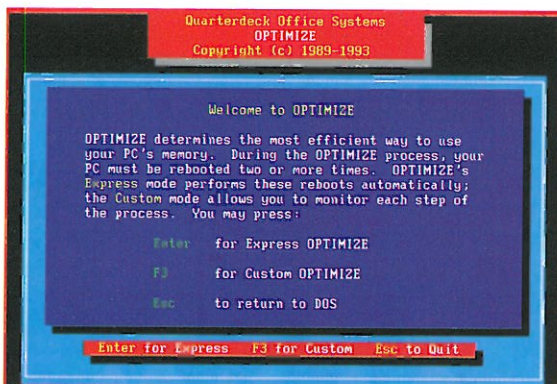 Quarterdeck Office Systems
OPTIMIZE
Copyright (c) 1989-1993
Welcome to OPTIMIZE
OPTIMIZE determines the most efficient way to use
your PC's memory. During the OPTIMIZE process, your
PC must be rebooted two or more times. OPTIMIZE's
Express mode performs these reboots automatically;
the Custom mode allows you to monitor each step of
the process. You may press:
Enter for Express OPTIMIZE
F3 for Custom OPTIMIZE
Esc to return to DOS
Enter for Express F3 for Custom Esc to Quit